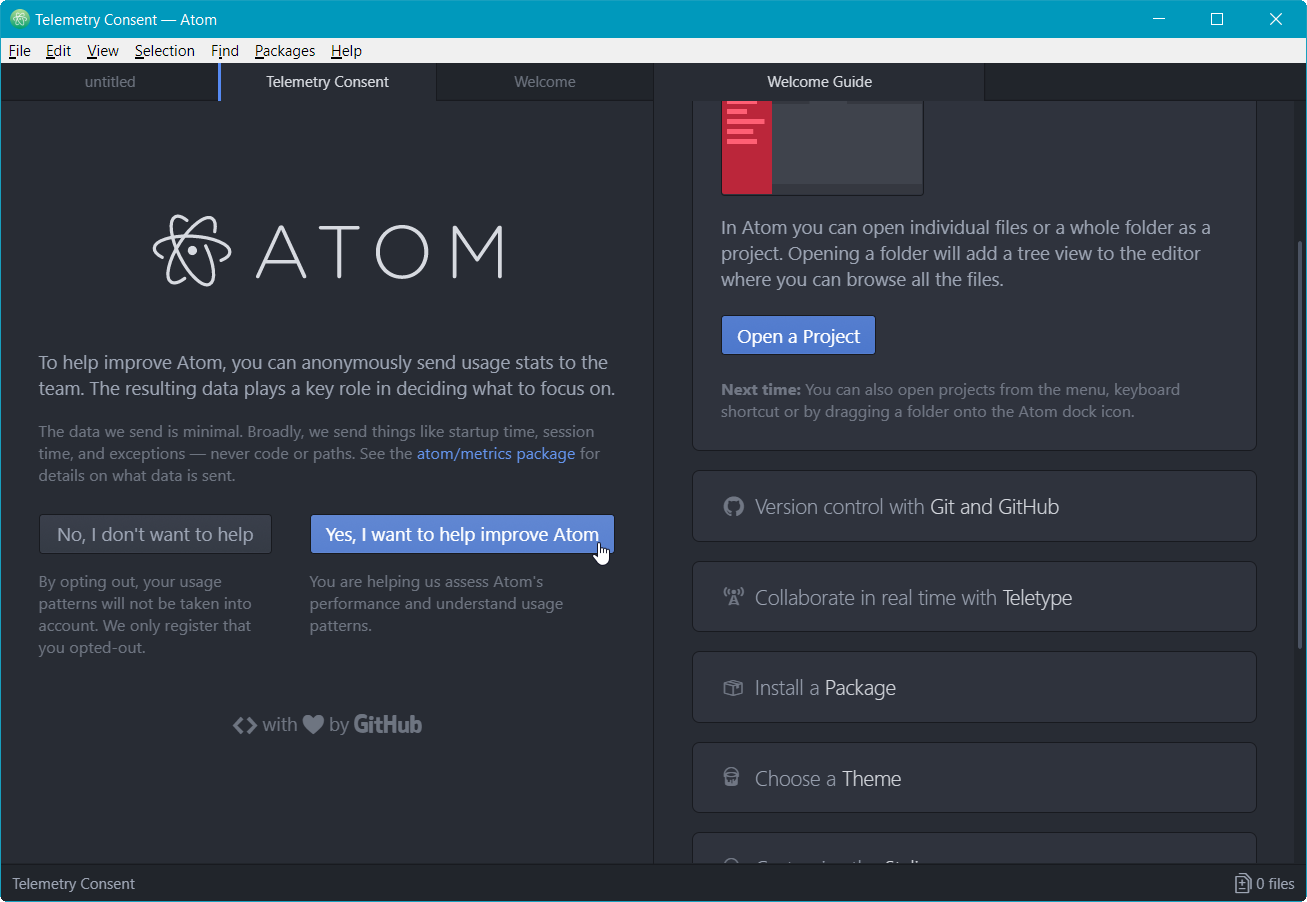 Telemetry Consent — Atom
File Edit View Selection Find Packages Help
untitled
Telemetry Consent
Welcome
Welcome Guide
ATOM
To help improve Atom, you can anonymously send usage stats to the
team. The resulting data plays a key role in deciding what to focus on.
The data we send is minimal. Broadly, we send things like startup time, session
time, and exceptions — never code or paths. See the atom/metrics package for
details on what data is sent.
No, I don't want to help
By opting out, your usage
patterns will not be taken into
account. We only register that
you opted-out.
Yes, I want to help improve Atom
You are helping us assess Atom's
performance and understand usage
patterns.
with by GitHub
In Atom you can open individual files or a whole folder as a
project. Opening a folder will add a tree view to the editor
where you can browse all the files.
Open a Project
Next time: You can also open projects from the menu, keyboard
shortcut or by dragging a folder onto the Atom dock icon.
Version control with Git and GitHub
Collaborate in real time with Teletype
Install a Package
Choose a Theme
Telemetry Consent
0 files